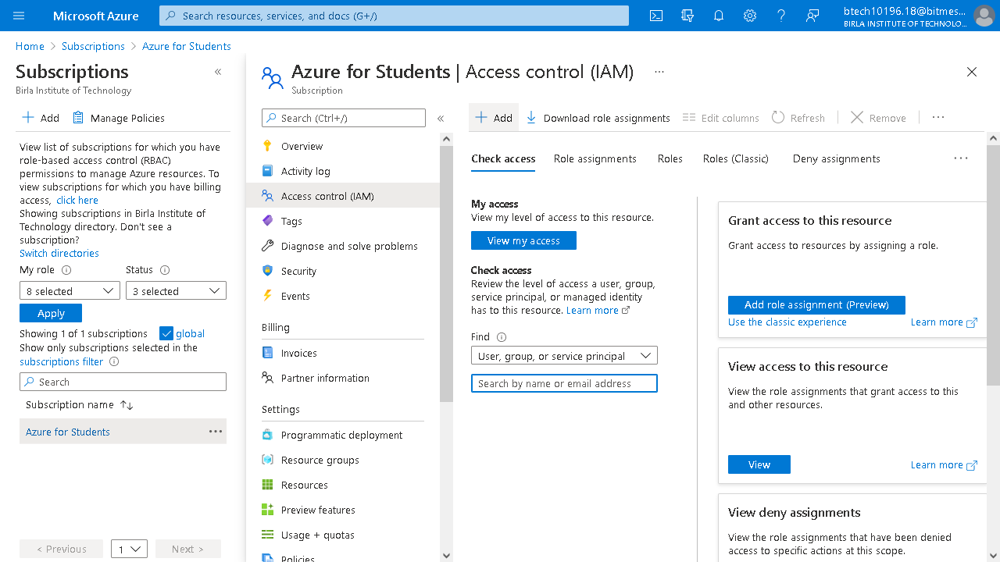 Microsoft Azure
Search resources, services, and docs (G+/)
btech10196.18@bitmes...
BIRLA INSTITUTE OF TECHNOLO...
Home
Subscriptions
Azure for Students
Subscriptions
Birla Institute of Technology
Add
Manage Policies
View list of subscriptions for which you have
role-based access control (RBAC)
permissions to manage Azure resources. To
view subscriptions for which you have billing
access, click here
Showing subscriptions in Birla Institute of
Technology directory. Don't see a
subscription?
Switch directories
My role
Status
8 selected
3 selected
Apply
Showing 1 of 1 subscriptions
global
Show only subscriptions selected in the
subscriptions filter
Search
Subscription name
Azure for Students
< Previous
1
Next >
Azure for Students | Access control (IAM)
Subscription
Search (Ctrl+/)
Overview
Activity log
Access control (IAM)
Tags
Diagnose and solve problems
Security
Events
Billing
Invoices
Partner information
Settings
Programmatic deployment
Resource groups
Resources
Preview features
Usage + quotas
Policies
Add
Download role assignments
Edit columns
Refresh
Remove
Check access
Role assignments
Roles
Roles (Classic)
Deny assignments
My access
View my level of access to this resource.
View my access
Check access
Review the level of access a user, group,
service principal, or managed identity
has to this resource. Learn more
Find
User, group, or service principal
Search by name or email address
Grant access to this resource
Grant access to resources by assigning a role.
Add role assignment (Preview)
Use the classic experience
Learn more
View access to this resource
View the role assignments that grant access to this
and other resources.
View
Learn more
View deny assignments
View the role assignments that have been denied
access to specific actions at this scope.